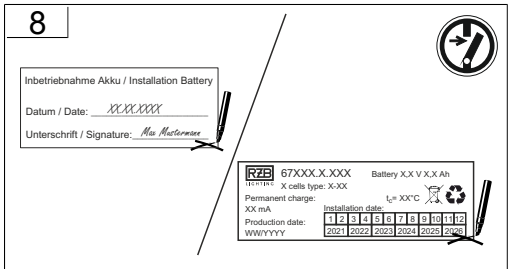 8
Inbetriebnahme Akku / Installation Battery
Datum / Date: XX.XX.XXXX
Unterschrift / Signature: Max Mustermann
RZB
LIGHTING
67XXX.X.XXX Battery X,X V X,X Ah
X cells type: X-XX
Permanent charge: tc= XX°C
XX mA Installation date:
1 2 3 4 5 6 7 8 9 10 11 12
Production date:
WW/YYYY 2021 2022 2023 2024 2025 2026